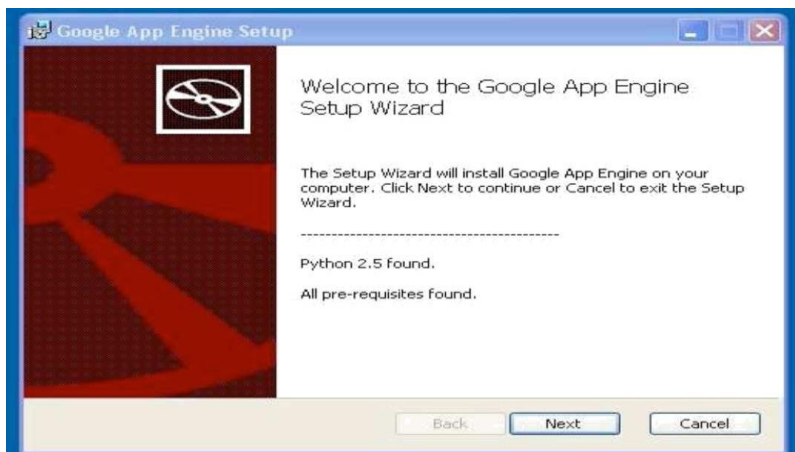 Google App Engine Setup
Welcome to the Google App Engine
Setup Wizard
The Setup Wizard will install Google App Engine on your
computer. Click Next to continue or Cancel to exit the Setup
Wizard.
------------------------------------------
Python 2.5 found.
All pre-requisites found.
Back Next Cancel